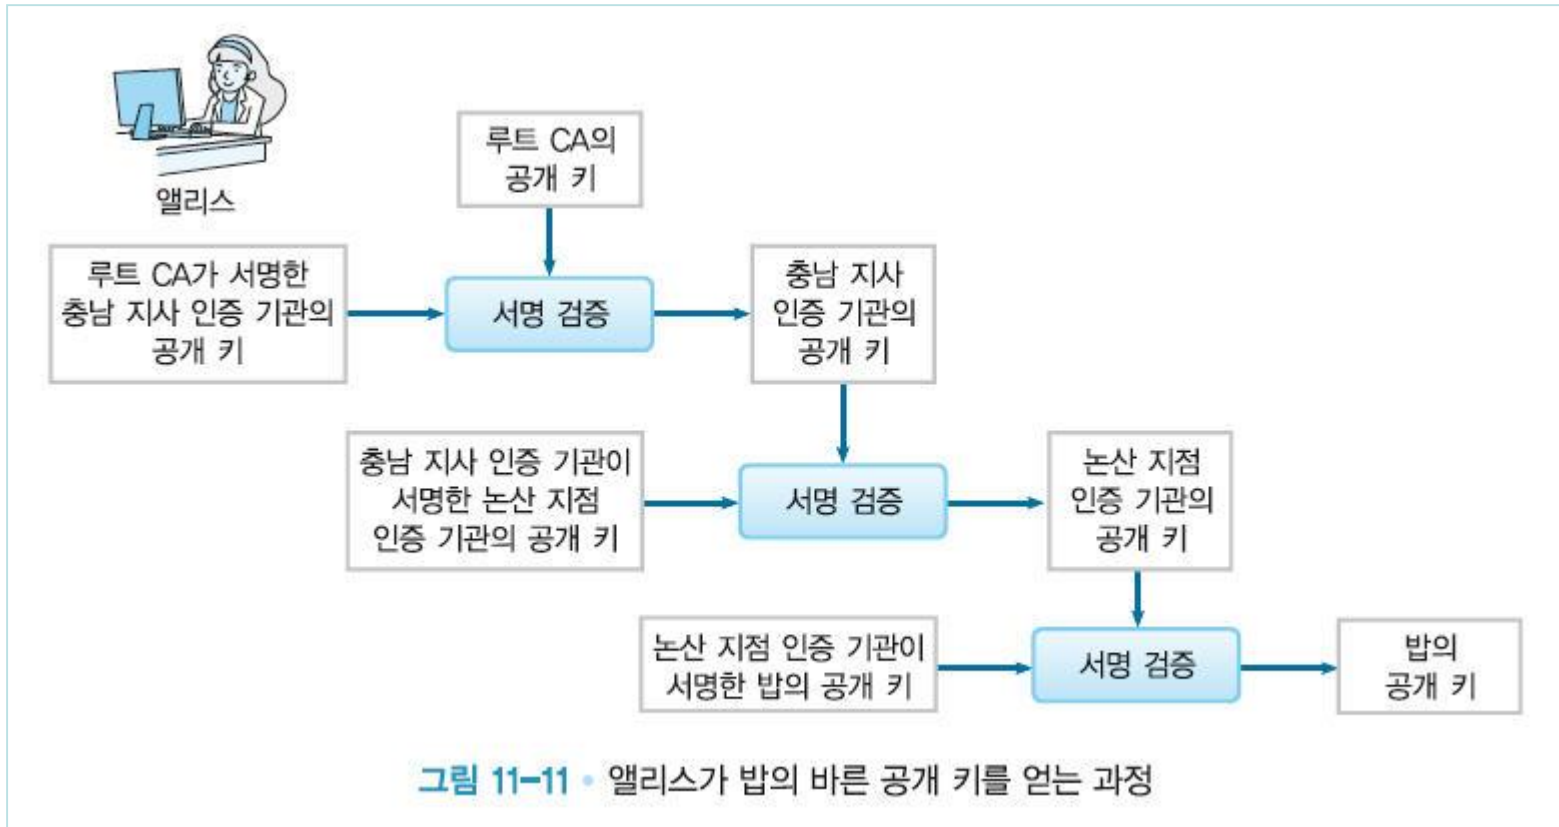 앨리스
루트 CA의
공개 키
루트 CA가 서명한
충남 지사 인증 기관의
공개 키
서명 검증
충남 지사
인증 기관의
공개 키
충남 지사 인증 기관이
서명한 논산 지점
인증 기관의 공개 키
서명 검증
논산 지점
인증 기관의
공개 키
논산 지점 인증 기관이
서명한 밥의 공개 키
서명 검증
밥의
공개 키
그림 11-11 • 앨리스가 밥의 바른 공개 키를 얻는 과정